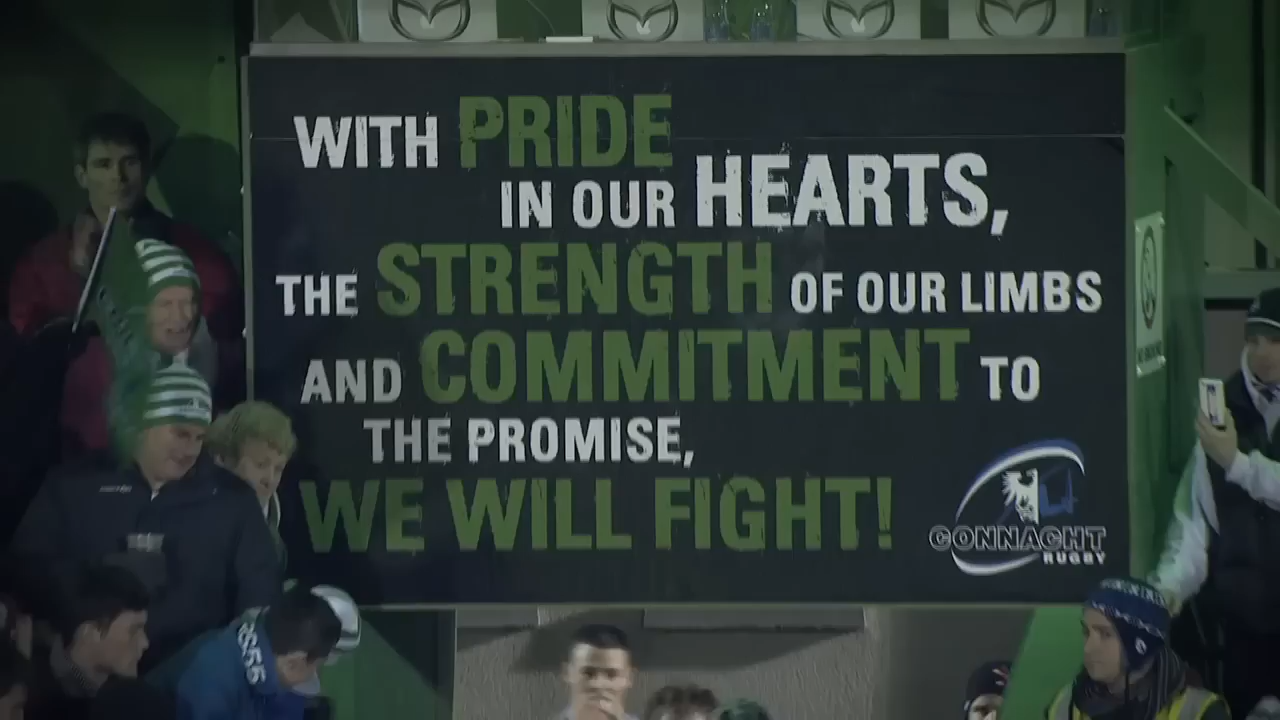 WITH PRIDE
IN OUR HEARTS,
THE STRENGTH OF OUR LIMBS
AND COMMITMENT TO
THE PROMISE,
WE WILL FIGHT!
CONNACHT
RUGBY